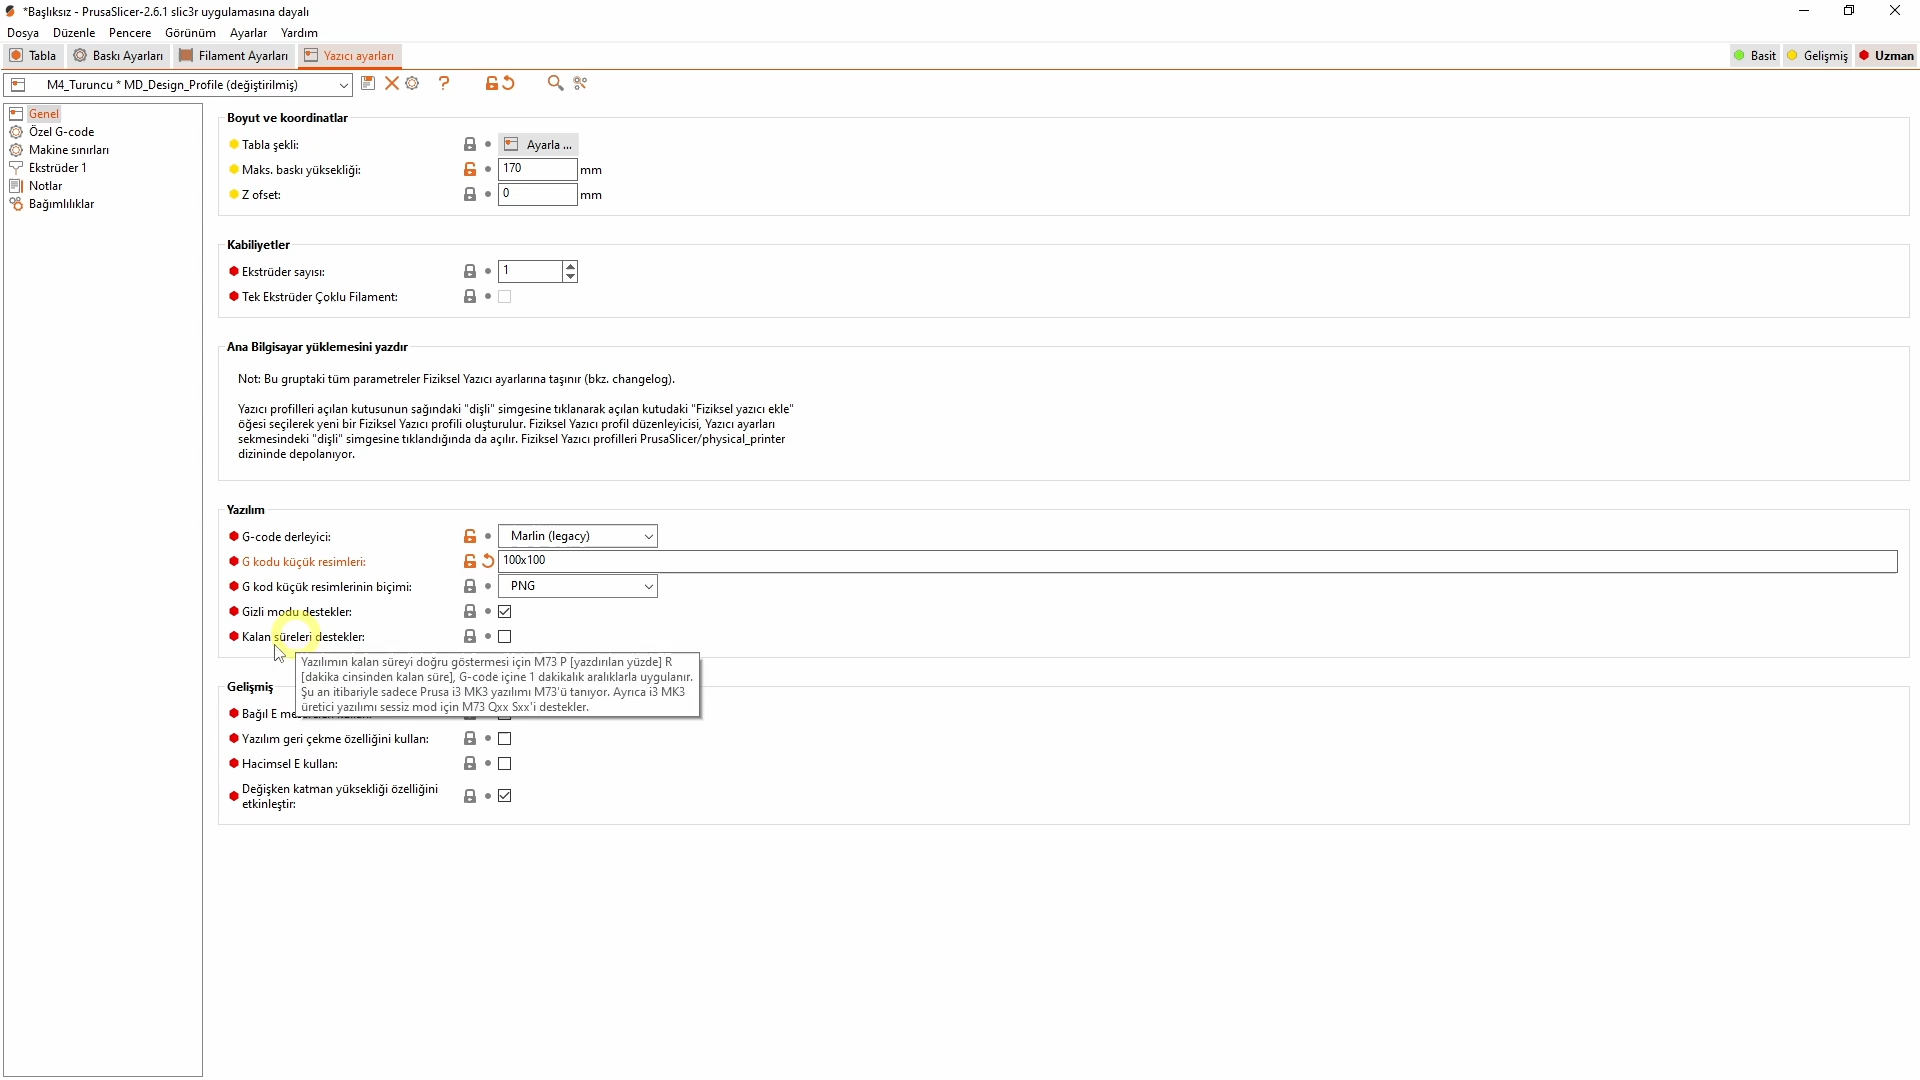 *Başlıksız - PrusaSlicer-2.6.1 slic3r uygulamasına dayalı
Dosya Düzenle Pencere Görünüm Ayarlar Yardım
Tabla Baskı Ayarları Filament Ayarları Yazıcı ayarları Basit Gelişmiş Uzman
M4_Turuncu * MD_Design_Profile (değiştirilmiş)
Genel
Özel G-code
Makine sınırları
Ekstrüder 1
Notlar
Bağımlılıklar
Boyut ve koordinatlar
Tabla şekli: Ayarla ...
Maks. baskı yüksekliği: 170 mm
Z ofset: 0 mm
Kabiliyetler
Ekstrüder sayısı: 1
Tek Ekstrüder Çoklu Filament:
Ana Bilgisayar yüklemesini yazdır
Not: Bu gruptaki tüm parametreler Fiziksel Yazıcı ayarlarına taşınır (bkz. changelog).
Yazıcı profilleri açılan kutusunun sağındaki "dişli" simgesine tıklanarak açılan kutudaki "Fiziksel yazıcı ekle"
öğesi seçilerek yeni bir Fiziksel Yazıcı profili oluşturulur. Fiziksel Yazıcı profil düzenleyicisi, Yazıcı ayarları
sekmesindeki "dişli" simgesine tıklandığında da açılır. Fiziksel Yazıcı profilleri PrusaSlicer/physical_printer
dizininde depolanıyor.
Yazılım
G-code derleyici: Marlin (legacy)
G kodu küçük resimleri: 100x100
G kod küçük resimlerinin biçimi: PNG
Gizli modu destekler:
Kalan süreleri destekler:
Yazılımın kalan süreyi doğru göstermesi için M73 P [yazdırılan yüzde] R
[dakika cinsinden kalan süre], G-code içine 1 dakikalık aralıklarla uygulanır.
Şu an itibariyle sadece Prusa i3 MK3 yazılımı M73'ü tanıyor. Ayrıca i3 MK3
üretici yazılımı sessiz mod için M73 Qxx Sxx'i destekler.
Gelişmiş
Bağıl E
Yazılım geri çekme özelliğini kullan:
Hacimsel E kullan:
Değişken katman yüksekliği özelliğini
etkinleştir: